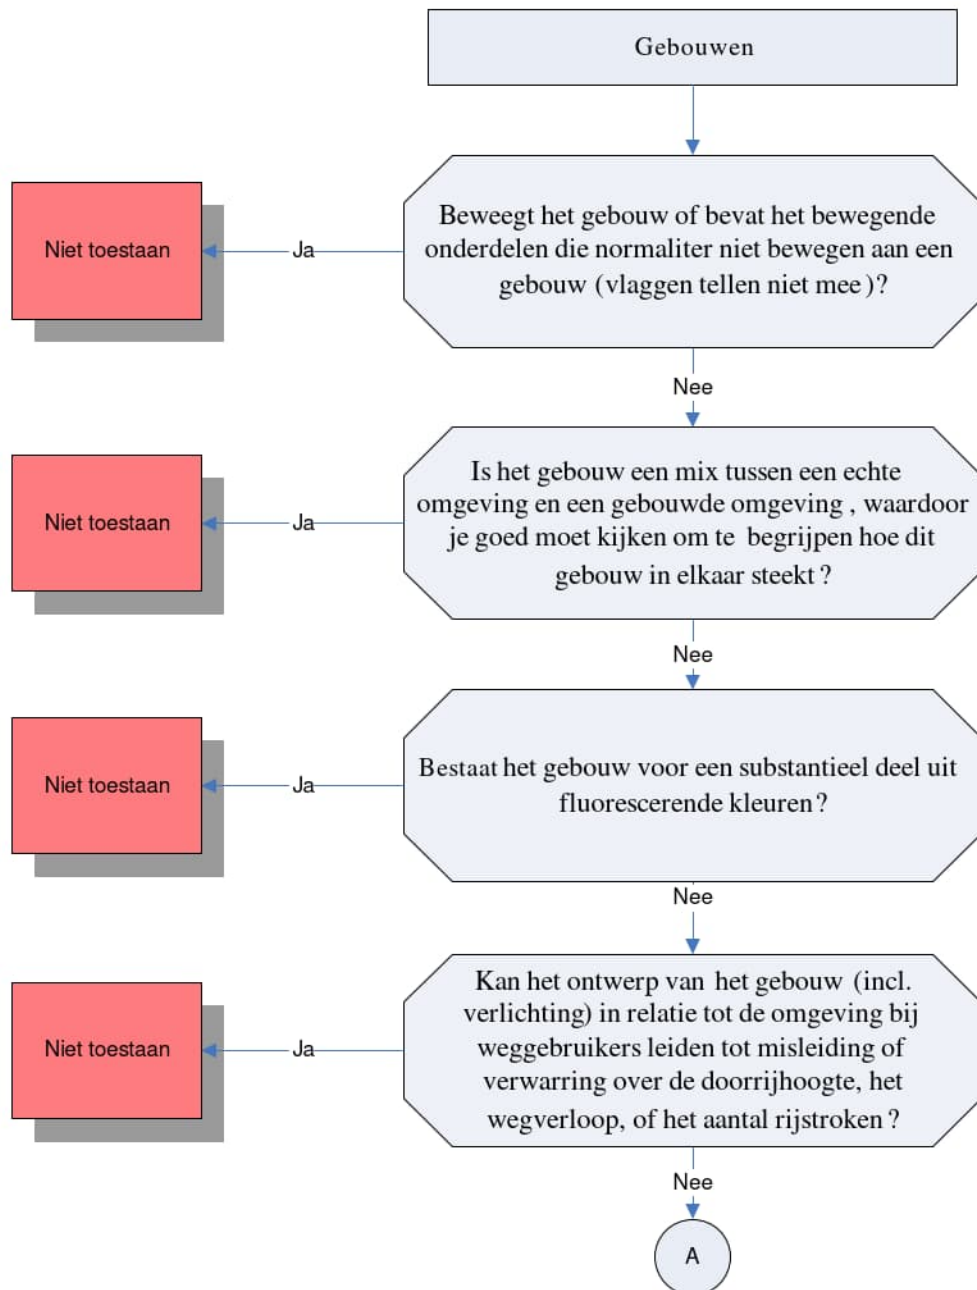 Gebouwen
Beweegt het gebouw of bevat het bewegende
onderdelen die normaliter niet bewegen aan een
gebouw (vlaggen tellen niet mee)?
Ja
Niet toestaan
Nee
Is het gebouw een mix tussen een echte
omgeving en een gebouwde omgeving , waardoor
je goed moet kijken om te begrijpen hoe dit
gebouw in elkaar steekt ?
Ja
Niet toestaan
Nee
Bestaat het gebouw voor een substantieel deel uit
fluorescerende kleuren ?
Ja
Niet toestaan
Nee
Kan het ontwerp van het gebouw (incl.
verlichting) in relatie tot de omgeving bij
weggebruikers leiden tot misleiding of
verwarring over de doorrijhoogte, het
wegverloop, of het aantal rijstroken ?
Ja
Niet toestaan
Nee
A